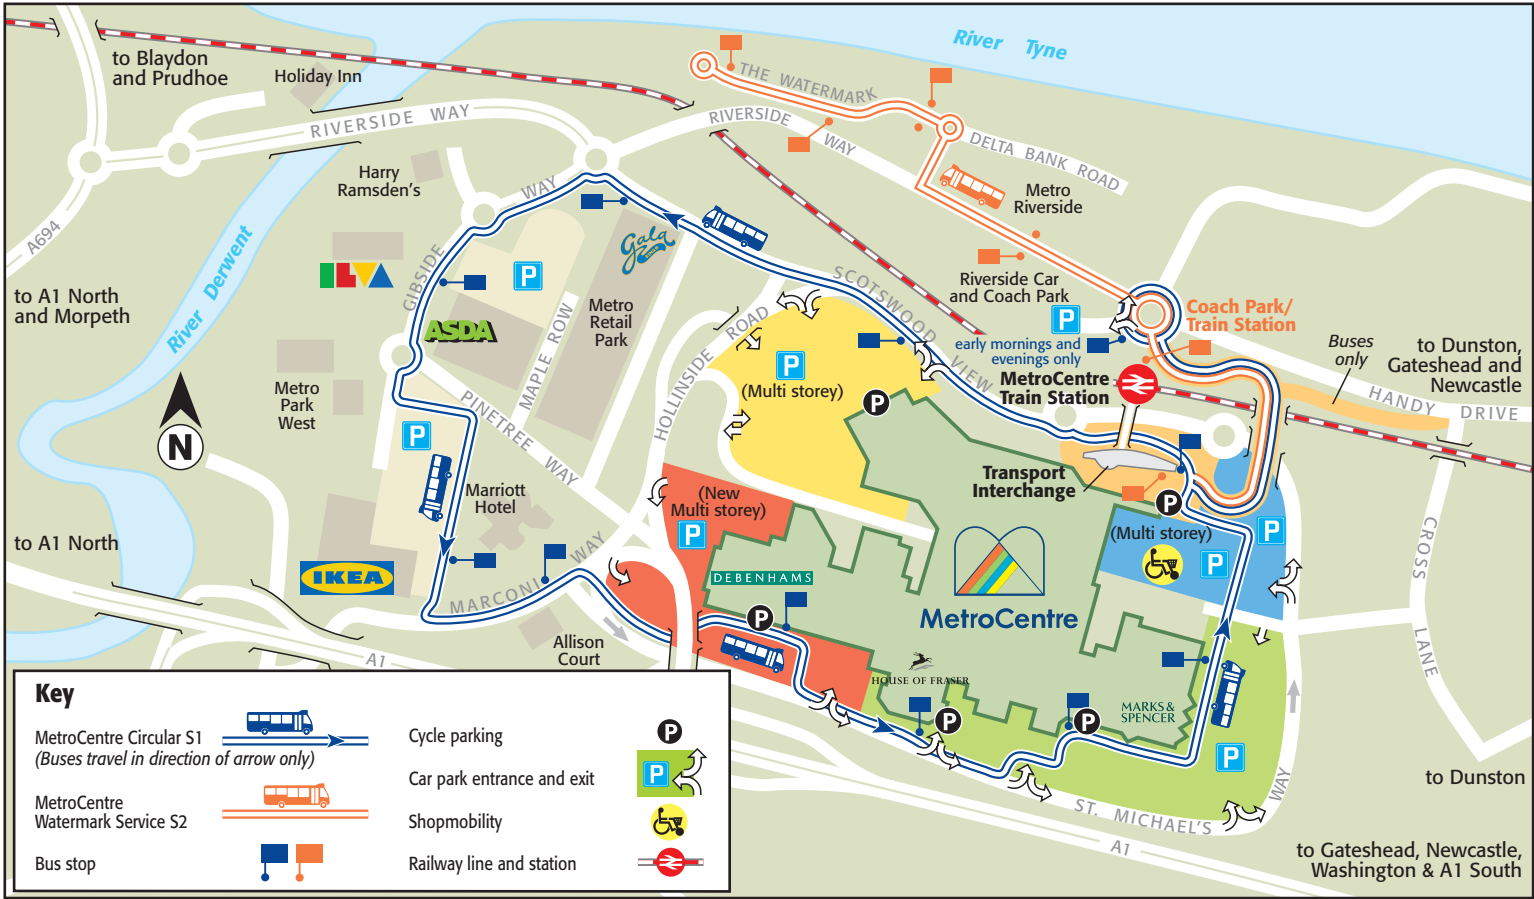 River Tyne
to Blaydon
and Prudhoe
Holiday Inn
THE WATERMARK
RIVERSIDE WAY
RIVERSIDE
WAY
DELTA BANK ROAD
Harry
Ramsden's
WAY
Metro
Riverside
A694
River Derwent
GIBSIDE
Gala
BINGO
SCOTSWOOD
VIEW
Riverside Car
and Coach Park
P
Coach Park/
Train Station
to A1 North
and Morpeth
ILVA
P
ASDA
Metro
Retail
Park
MAPLE ROW
HOLLINSIDE ROAD
early mornings and
evenings only
MetroCentre
Train Station
Buses
only
to Dunston,
Gateshead and
Newcastle
HANDY DRIVE
P
(Multi storey)
P
Metro
Park
West
N
PINETREE WAY
P
Transport
Interchange
Marriott
Hotel
(New
Multi storey)
P
P
(Multi storey)
P
P
CROSS
LANE
to A1 North
IKEA
MARCONI WAY
DEBENHAMS
P
MetroCentre
Allison
Court
A1
HOUSE OF FRASER
P
P
MARKS &
SPENCER
P
ST. MICHAEL'S
WAY
A1
to Dunston
to Gateshead, Newcastle,
Washington & A1 South
Key
MetroCentre Circular S1
(Buses travel in direction of arrow only)
MetroCentre
Watermark Service S2
Bus stop
Cycle parking
P
Car park entrance and exit
P
Shopmobility
Railway line and station